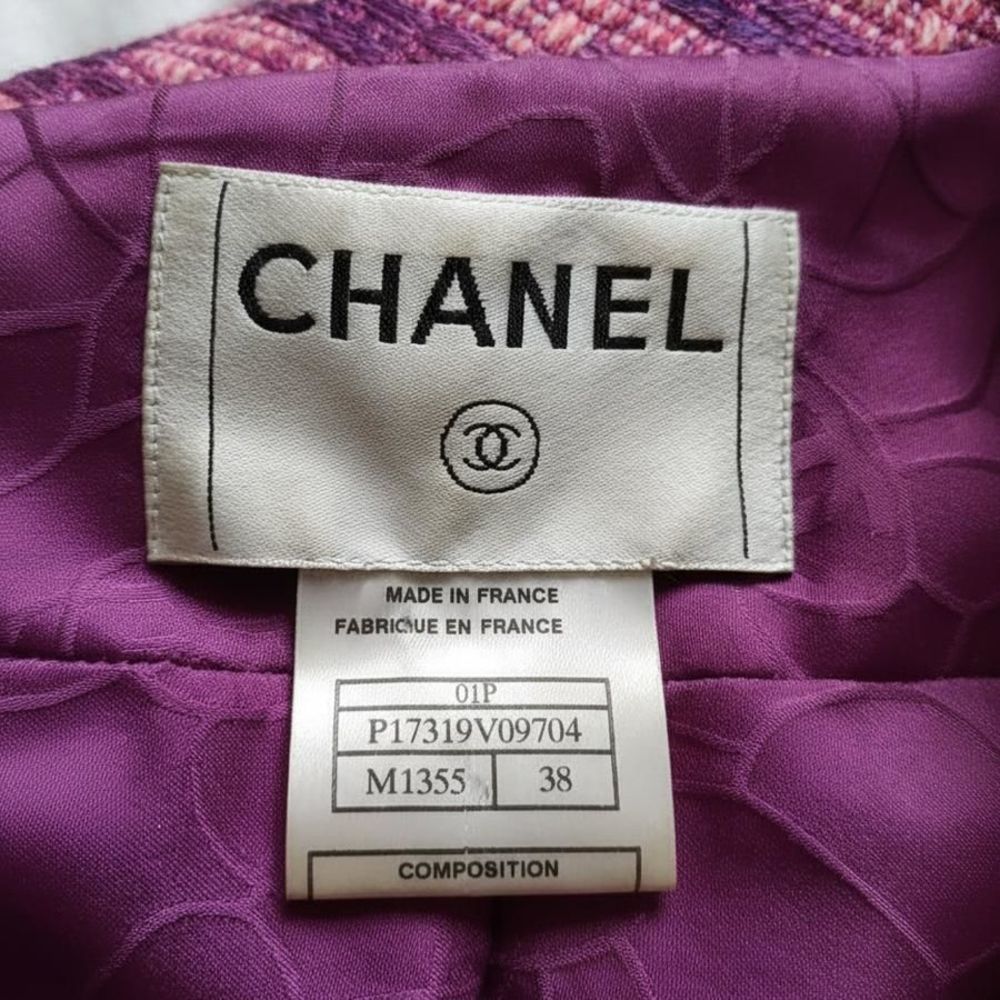 CHANEL
MADE IN FRANCE
FABRIQUE EN FRANCE
01P
P17319V09704
M1355 38
COMPOSITION